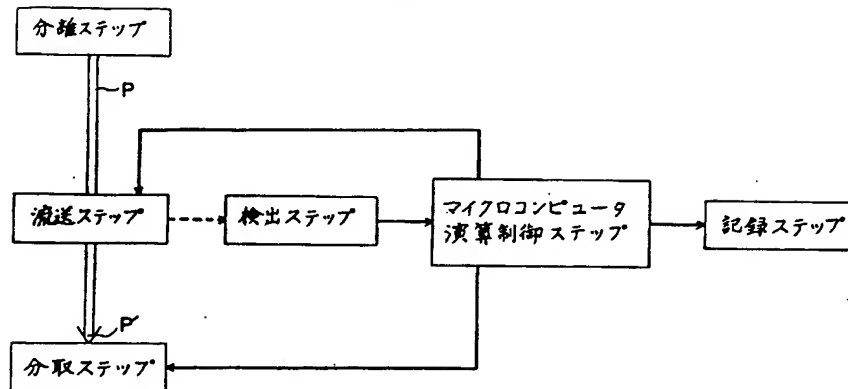 分離ステップ
P
流送ステップ
検出ステップ
マイクロコンピュータ
演算制御ステップ
記録ステップ
P'
分取ステップ